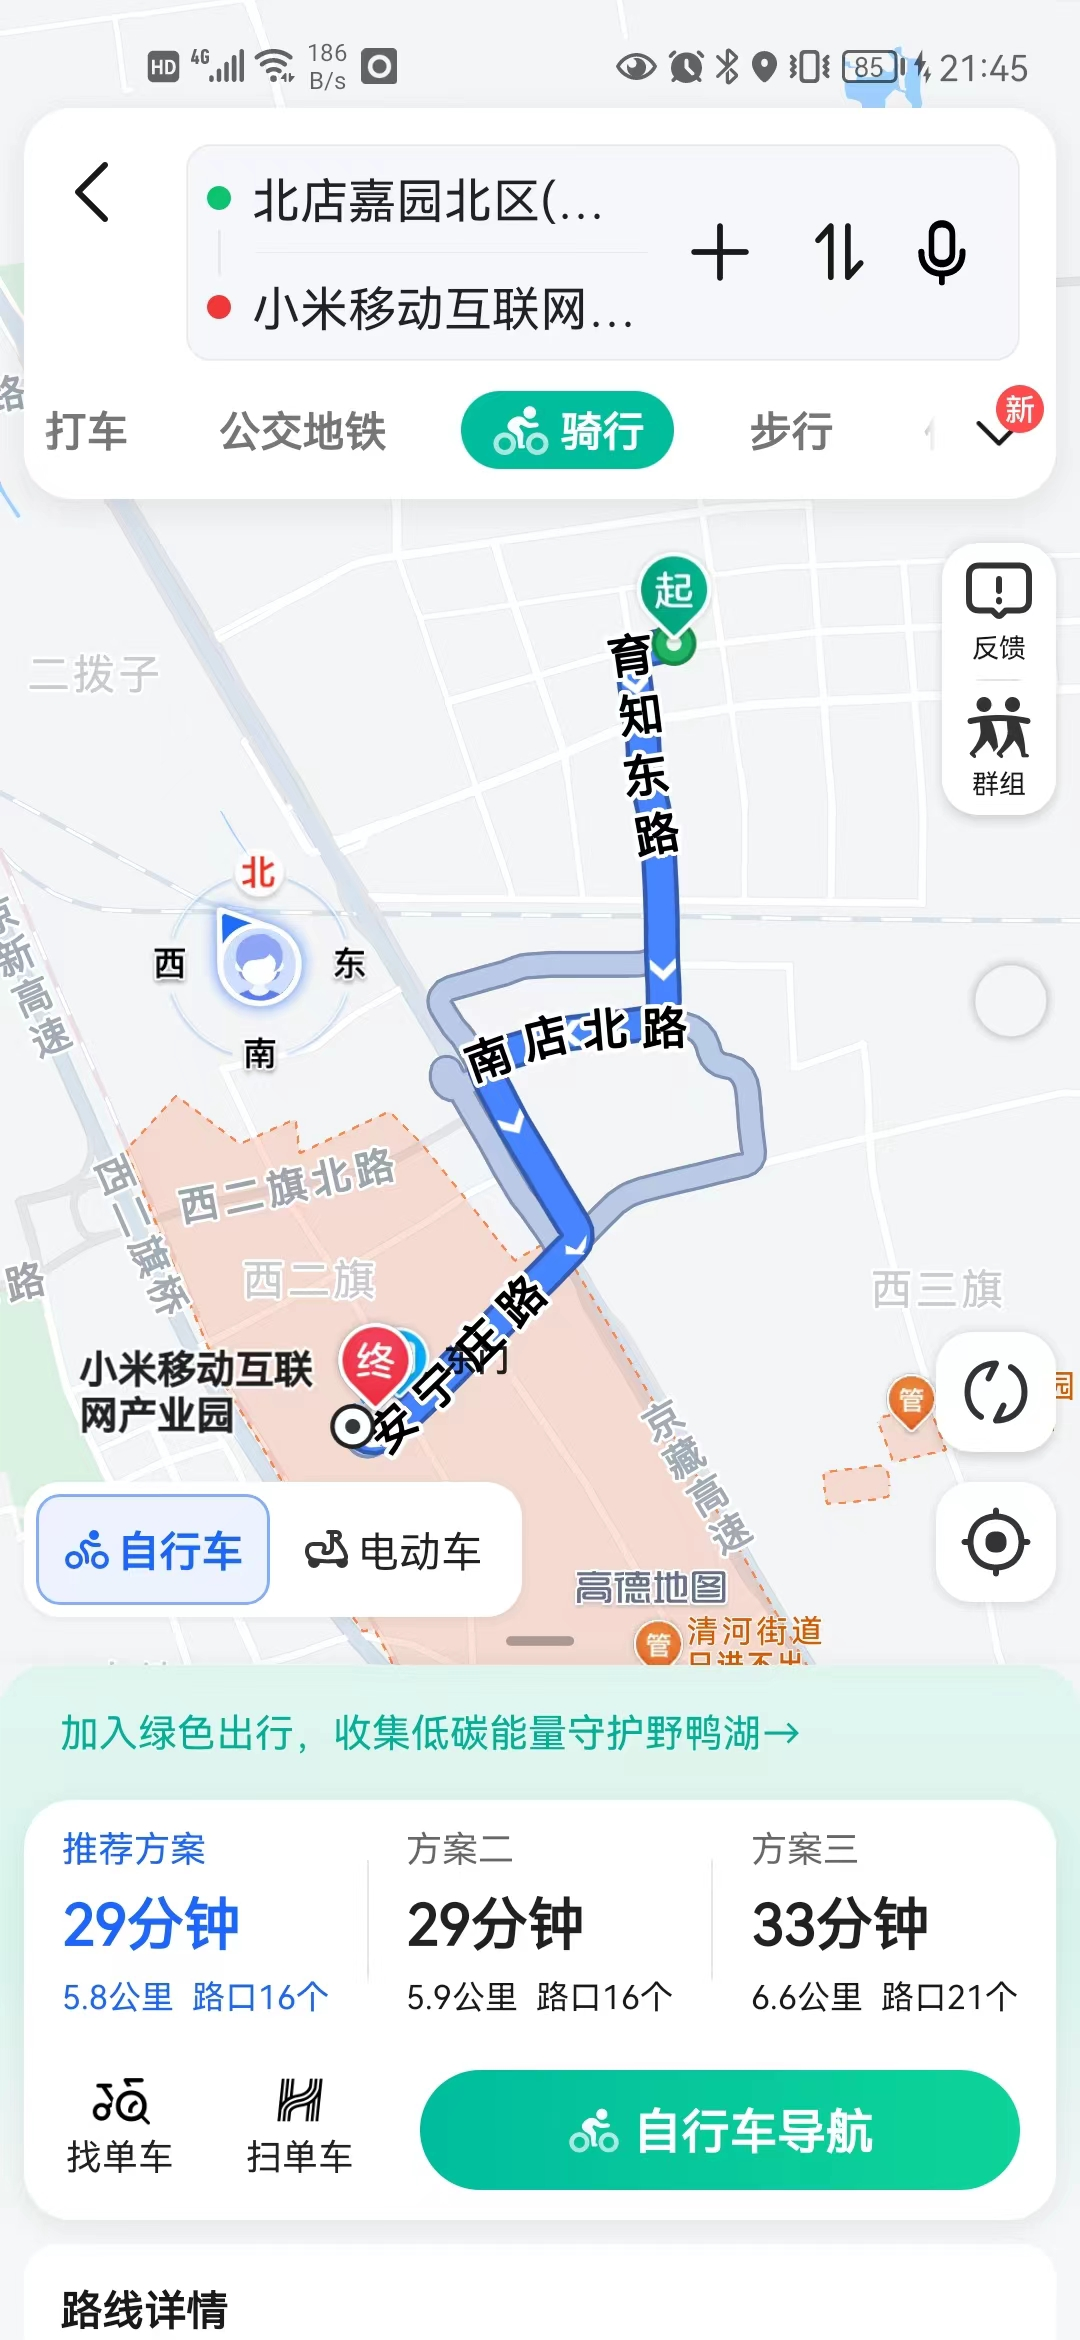 HD 4G 186 B/s 85 21:45
北店嘉园北区(...
小米移动互联网...
打车 公交地铁 骑行 步行 新
路
起
反馈
群组
二拨子
育知东路
北
西 东
南
京新高速
南店北路
西二旗北路
西二旗桥
西二旗
西三旗
路
小米移动互联
网产业园
终
安宁庄路
管
园
京藏高速
自行车 电动车
高德地图
管 清河街道
只进不出
加入绿色出行，收集低碳能量守护野鸭湖→
推荐方案 方案二 方案三
29分钟 29分钟 33分钟
5.8公里 路口16个 5.9公里 路口16个 6.6公里 路口21个
找单车 扫单车 自行车导航
路线详情